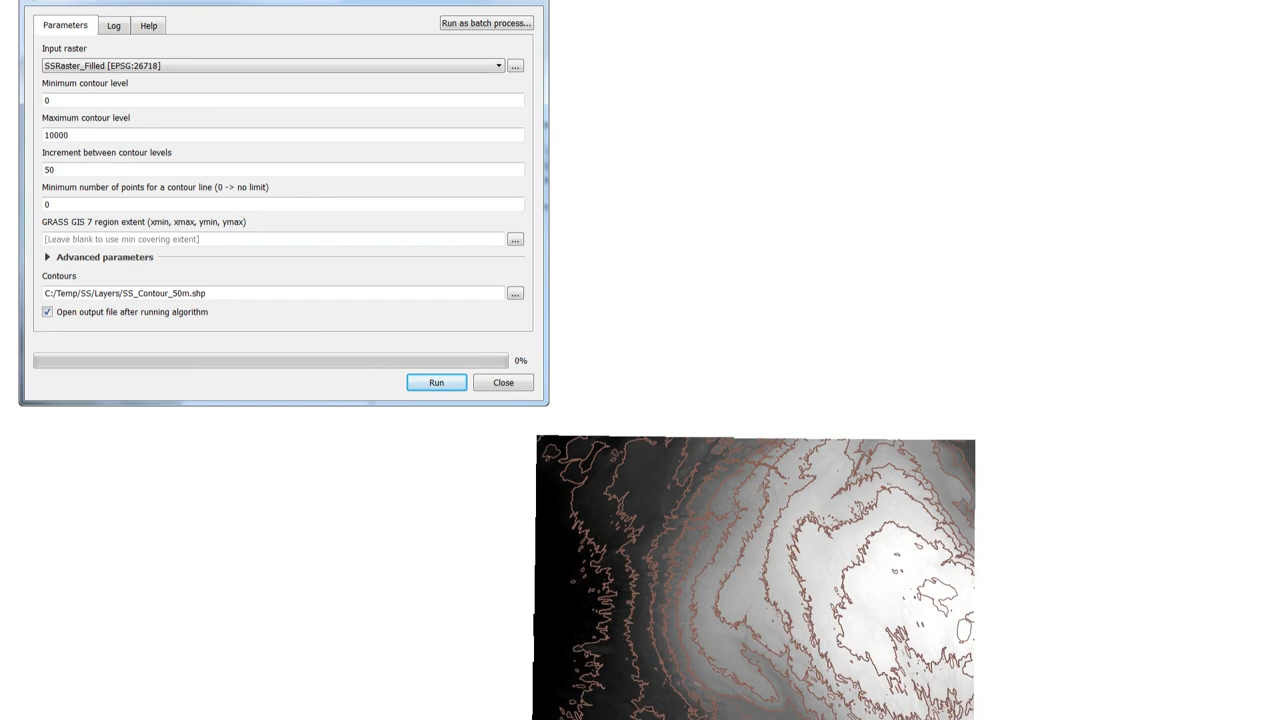 Parameters Log Help Run as batch process...
Input raster
SSRaster_Filled [EPSG:26718] ...
Minimum contour level
0
Maximum contour level
10000
Increment between contour levels
50
Minimum number of points for a contour line (0 -> no limit)
0
GRASS GIS 7 region extent (xmin, xmax, ymin, ymax)
[Leave blank to use min covering extent] ...
Advanced parameters
Contours
C:/Temp/SS/Layers/SS_Contour_50m.shp ...
Open output file after running algorithm
0%
Run Close